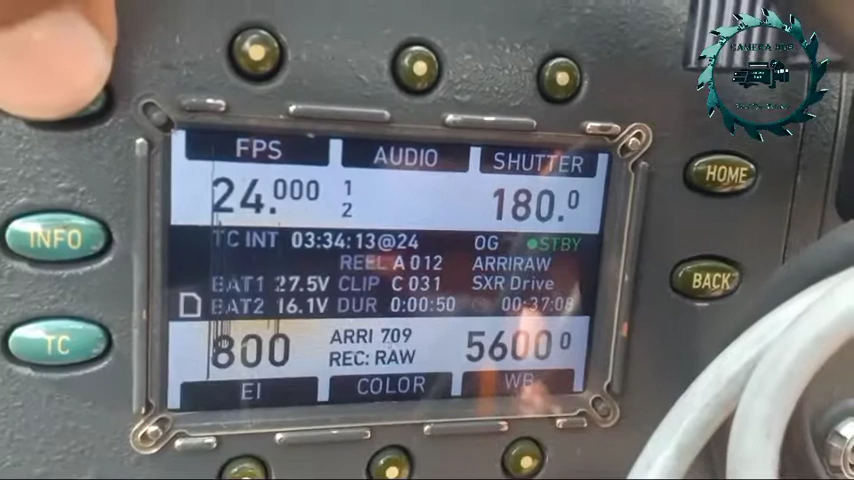 CAMERA DUB
FPS AUDIO SHUTTER
24.000 1 180.0
2
HOME
INFO
TC INT 03:34:13@24 OG STBY
REEL A 012 ARRIRAW
BAT1 27.5V CLIP C 031 SXR Drive
BAT2 16.1V DUR 0:00:50 00:37:08
BACK
TC
800 ARRI 709 5600 0
REC: RAW
EI COLOR WB